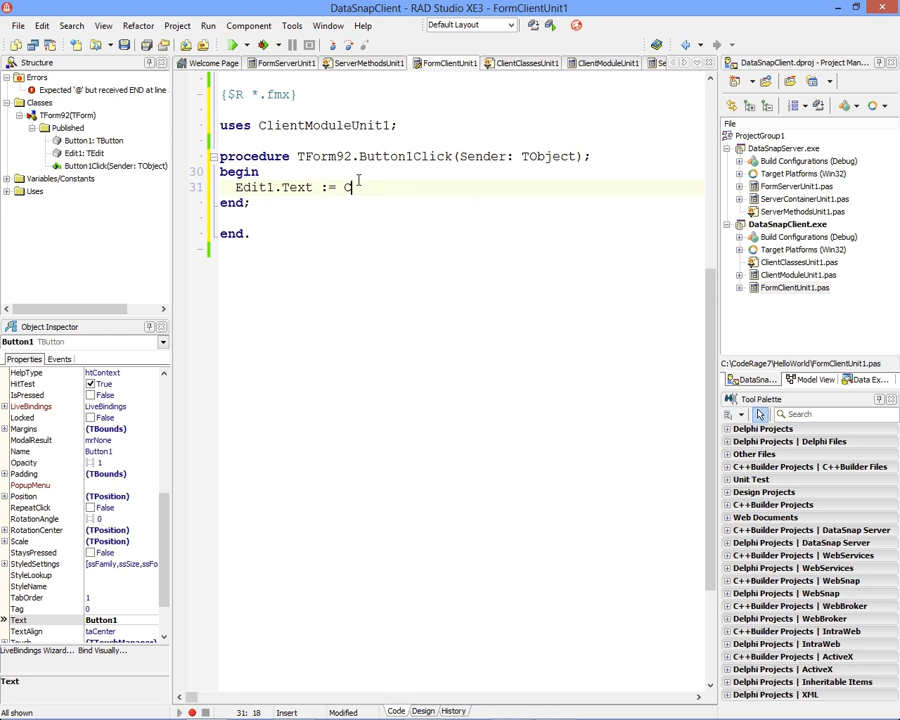 DataSnapClient - RAD Studio XE3 - FormClientUnit1
File Edit Search View Refactor Project Run Component Tools Window Help
Default Layout
Structure
Welcome Page FormServerUnit1 ServerMethodsUnit1 FormClientUnit1 ClientClassesUnit1 ClientModuleUnit1 Se
DataSnapClient.dproj - Project Man...
Errors
Expected '@' but received END at line
Classes
TForm92(TForm)
Published
Button1: TButton
Edit1: TEdit
Button1Click(Sender: TObject)
Variables/Constants
Uses
{$R *.fmx}
uses ClientModuleUnit1;
procedure TForm92.Button1Click(Sender: TObject);
30 begin
31 Edit1.Text := C
end;
end.
File
ProjectGroup1
DataSnapServer.exe
Build Configurations (Debug)
Target Platforms (Win32)
FormServerUnit1.pas
ServerContainerUnit1.pas
ServerMethodsUnit1.pas
DataSnapClient.exe
Build Configurations (Debug)
Target Platforms (Win32)
ClientClassesUnit1.pas
ClientModuleUnit1.pas
FormClientUnit1.pas
C:\CodeRage7\HelloWorld\FormClientUnit1.pas
DataSna... Model View Data Ex...
Object Inspector
Button1 TButton
Properties Events
HelpType htContext
HitTest True
IsPressed False
LiveBindings LiveBindings
Locked False
Margins (TBounds)
ModalResult mrNone
Name Button1
Opacity 1
Padding (TBounds)
PopupMenu
Position (TPosition)
RepeatClick False
RotationAngle 0
RotationCenter (TPosition)
Scale (TPosition)
StaysPressed False
StyledSettings [ssFamily,ssSize,ssFo
StyleLookup
StyleName
TabOrder 1
Tag 0
Text Button1
TextAlign taCenter
Touch (TTouchManager)
LiveBindings Wizard... Bind Visually...
Text
All shown
Tool Palette
Search
Delphi Projects
Delphi Projects | Delphi Files
Other Files
C++Builder Projects | C++Builder Files
Unit Test
Design Projects
C++Builder Projects
Web Documents
C++Builder Projects | DataSnap Server
Delphi Projects | DataSnap Server
C++Builder Projects | WebServices
Delphi Projects | WebServices
C++Builder Projects | WebSnap
Delphi Projects | WebSnap
C++Builder Projects | WebBroker
Delphi Projects | WebBroker
C++Builder Projects | IntraWeb
Delphi Projects | IntraWeb
C++Builder Projects | ActiveX
Delphi Projects | ActiveX
Delphi Projects | Inheritable Items
Delphi Projects | XML
31: 18 Insert Modified Code Design History